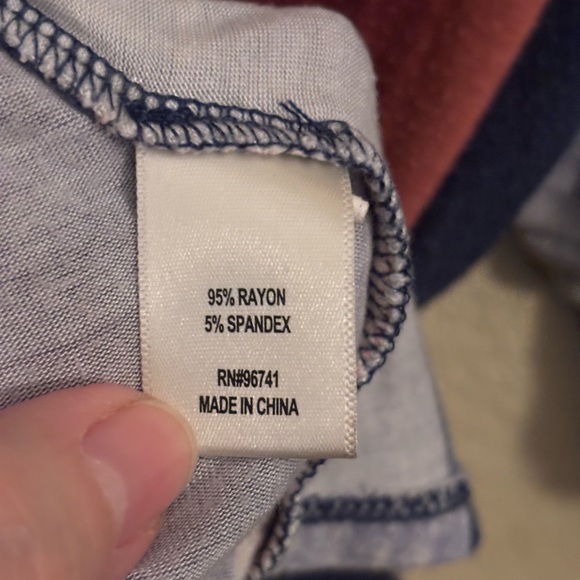 95% RAYON
5% SPANDEX
RN#96741
MADE IN CHINA